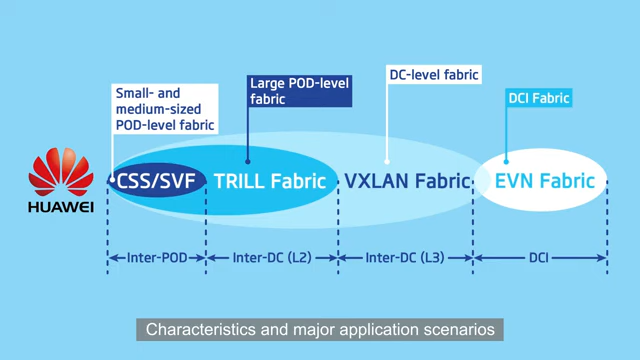 Small- and
medium-sized
POD-level fabric
Large POD-level
fabric
DC-level fabric
DCI Fabric
HUAWEI
CSS/SVF
TRILL Fabric
VXLAN Fabric
EVN Fabric
Inter-POD
Inter-DC (L2)
Inter-DC (L3)
DCI
Characteristics and major application scenarios